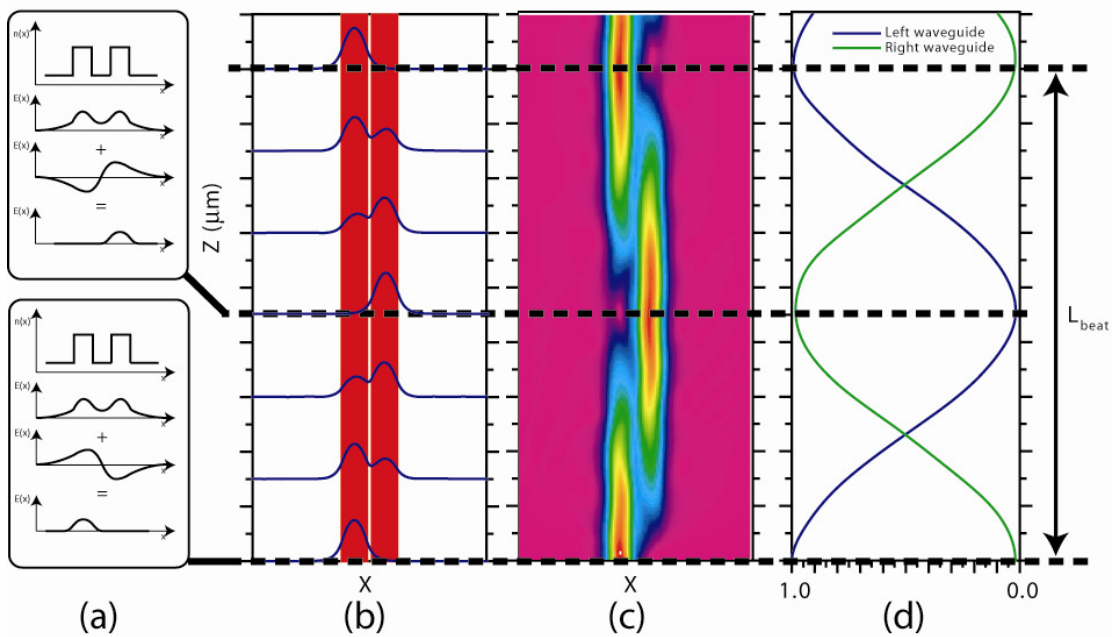 n(x)
x
E(x)
x
+
E(x)
x
=
E(x)
x
n(x)
x
E(x)
x
+
E(x)
x
=
E(x)
x
Z (μm)
Left waveguide
Right waveguide
L beat
X
X
1.0
0.0
(a)
(b)
(c)
(d)